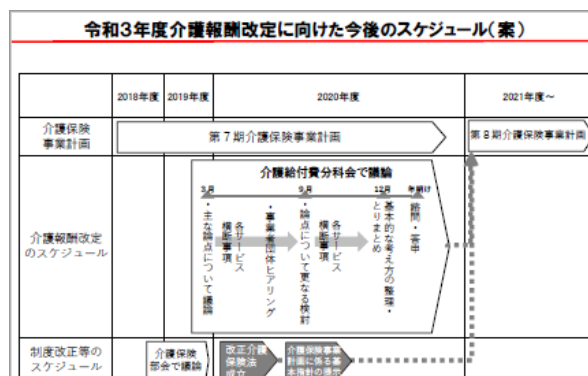 令和3年度介護報酬改定に向けた今後のスケジュール(案)
2018年度
2019年度
2020年度
2021年度～
介護保険
事業計画
第７期介護保険事業計画
第８期介護保険事業計画
介護報酬改定
のスケジュール
介護給付費分科会で議論
3月
9月
12月
年明け
・主な論点について議論
各サービス
横断事項
・事業者団体ヒアリング
・論点について更なる検討
各サービス
横断事項
・基本的な考え方の整理・
とりまとめ
諮問・答申
制度改正等の
スケジュール
介護保険
部会で議論
改正介護
保険法
成立
介護保険事業
計画に係る基
本指針の提示